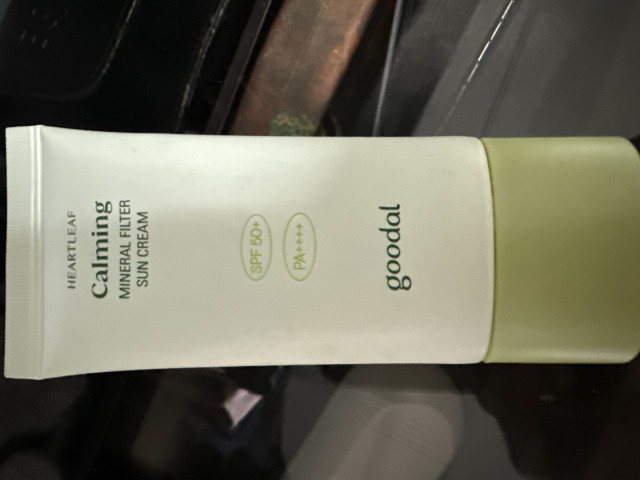 HEARTLEAF
Calming
MINERAL FILTER
SUN CREAM
SPF 50+
PA++++
goodal